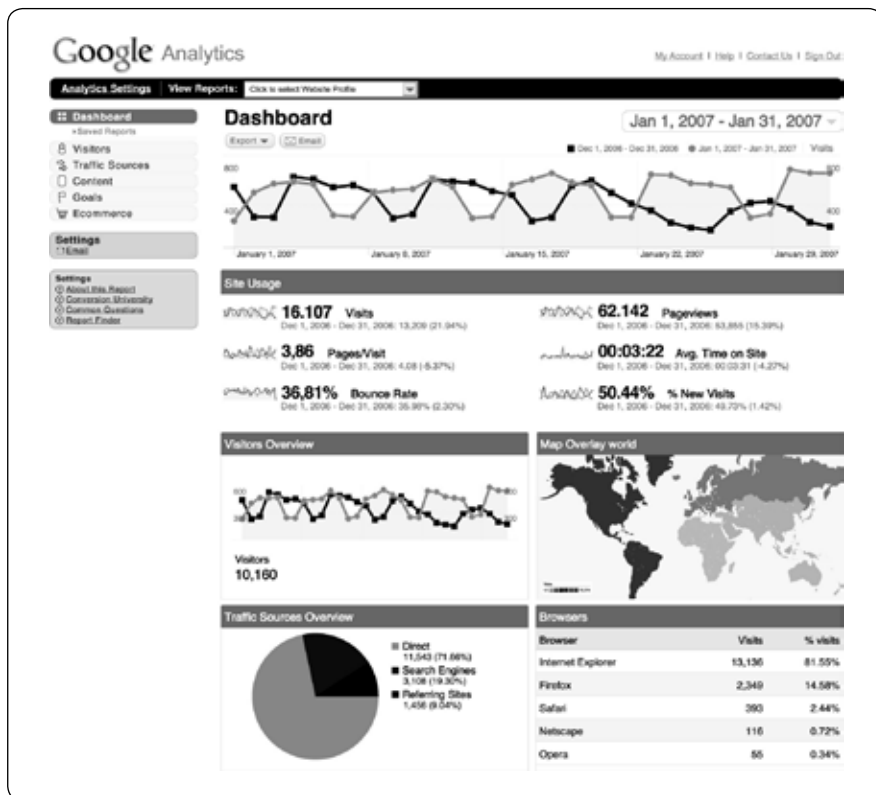 Google Analytics
My Account | Help | Contact Us | Sign Out
Analytics Settings | View Reports: Click to select Website Profile
Dashboard
Saved Reports
Visitors
Traffic Sources
Content
Goals
Ecommerce
Settings
Email
Settings
About this Report
Conversion University
Common Questions
Report Finder
Dashboard
Jan 1, 2007 - Jan 31, 2007
Export Email
Dec 1, 2006 - Dec 31, 2006 Jan 1, 2007 - Jan 31, 2007 Visits
800 800
400 400
January 1, 2007 January 8, 2007 January 15, 2007 January 22, 2007 January 29, 2007
Site Usage
16.107 Visits
Dec 1, 2006 - Dec 31, 2006: 13,209 (21.94%)
62.142 Pageviews
Dec 1, 2006 - Dec 31, 2006: 53,855 (15.39%)
3,86 Pages/Visit
Dec 1, 2006 - Dec 31, 2006: 4.08 (-5.37%)
00:03:22 Avg. Time on Site
Dec 1, 2006 - Dec 31, 2006: 00:03:31 (-4.27%)
36,81% Bounce Rate
Dec 1, 2006 - Dec 31, 2006: 35.98% (2.30%)
50.44% % New Visits
Dec 1, 2006 - Dec 31, 2006: 49.73% (1.42%)
Visitors Overview
Visitors
10,160
Map Overlay world
Traffic Sources Overview
Direct
11,543 (71.66%)
Search Engines
3,108 (19.30%)
Referring Sites
1,456 (9.04%)
Browsers
Browser Visits % visits
Internet Explorer 13,136 81.55%
Firefox 2,349 14.58%
Safari 393 2.44%
Netscape 116 0.72%
Opera 55 0.34%